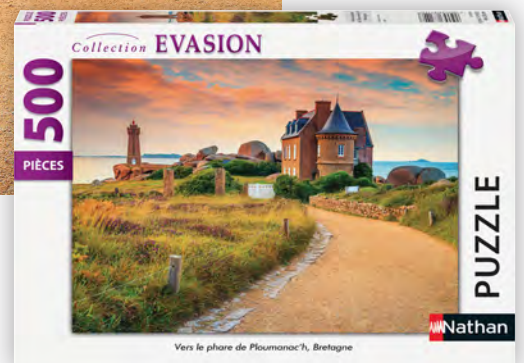 Collection EVASION
500
PIÈCES
PUZZLE
Nathan
Vers le phare de Ploumanac'h, Bretagne